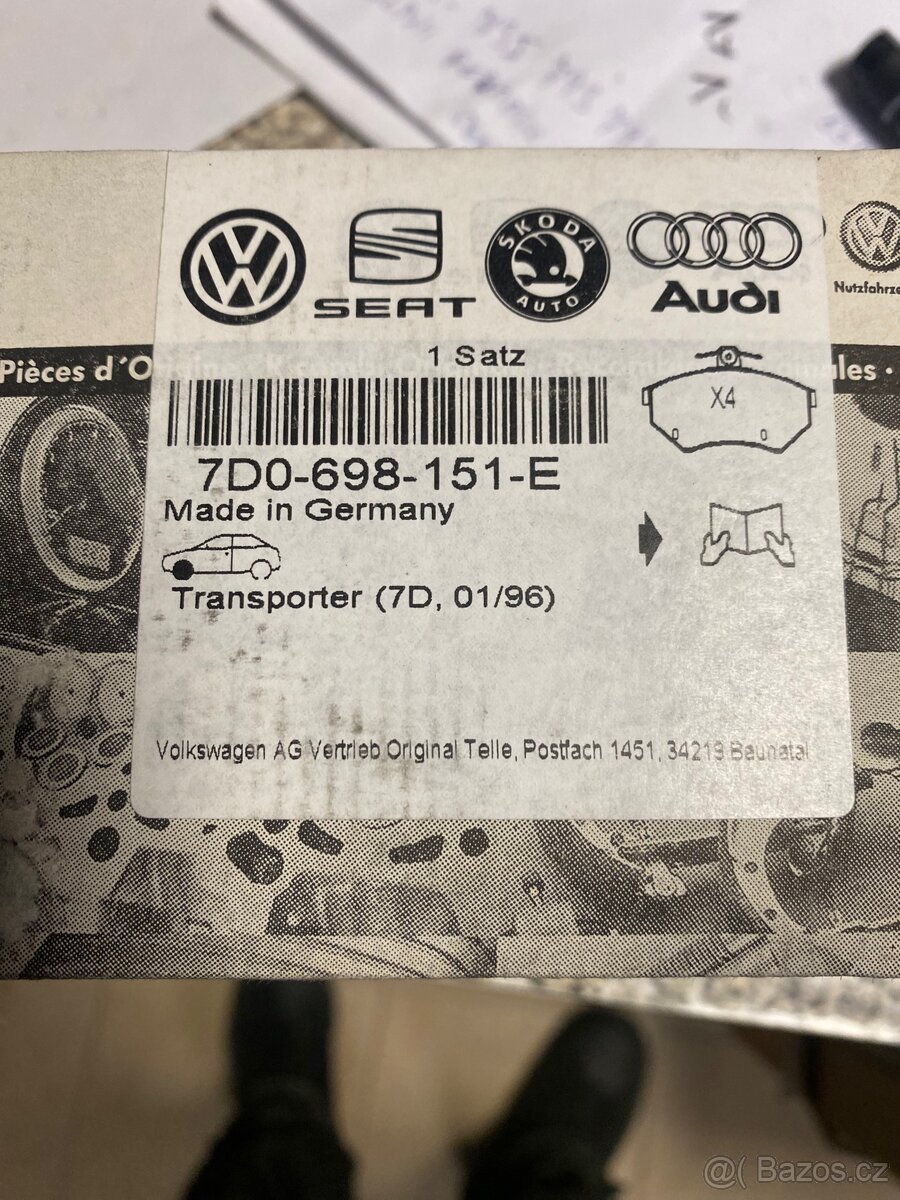 SEAT
SKODA
AUTO
Audi
Nutzfahrze
Pièces d'O
1 Satz
ales •
X4
7D0-698-151-E
Made in Germany
Transporter (7D, 01/96)
Volkswagen AG Vertrieb Original Teile, Postfach 1451, 34219 Baunatal
@( Bazos.cz